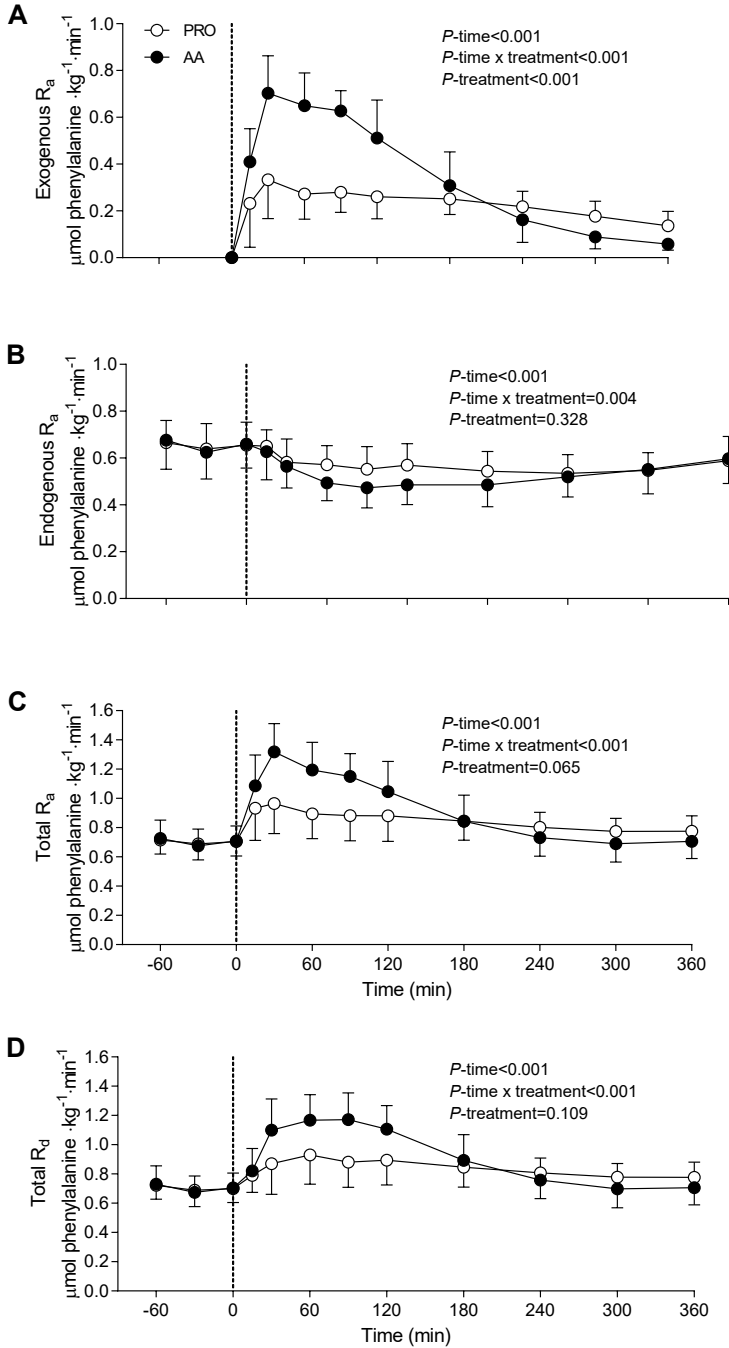 A
PRO
AA
P-time<0.001
P-time x treatment<0.001
P-treatment<0.001
Exogenous Ra
μmol phenylalanine ·kg-1·min-1
1.0
0.8
0.6
0.4
0.2
0.0
B
P-time<0.001
P-time x treatment=0.004
P-treatment=0.328
Endogenous Ra
μmol phenylalanine ·kg-1·min-1
1.0
0.8
0.6
0.4
0.2
0.0
C
P-time<0.001
P-time x treatment<0.001
P-treatment=0.065
Total Ra
μmol phenylalanine ·kg-1·min-1
1.6
1.4
1.2
1.0
0.8
0.6
0.4
0.2
0.0
-60 0 60 120 180 240 300 360
Time (min)
D
P-time<0.001
P-time x treatment<0.001
P-treatment=0.109
Total Rd
μmol phenylalanine ·kg-1·min-1
1.6
1.4
1.2
1.0
0.8
0.6
0.4
0.2
0.0
-60 0 60 120 180 240 300 360
Time (min)